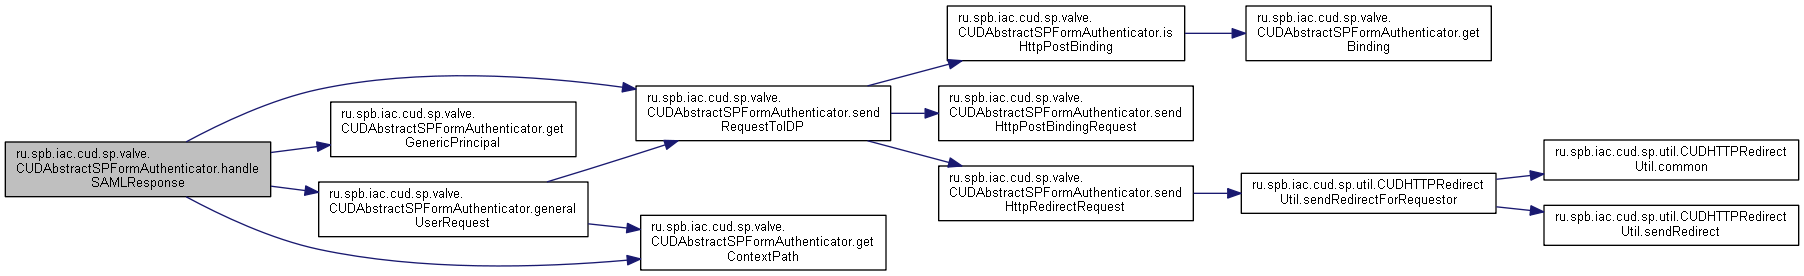 ru.spb.iac.cud.sp.valve.
CUDAbstractSPFormAuthenticator.handle
SAMLResponse
ru.spb.iac.cud.sp.valve.
CUDAbstractSPFormAuthenticator.get
GenericPrincipal
ru.spb.iac.cud.sp.valve.
CUDAbstractSPFormAuthenticator.general
UserRequest
ru.spb.iac.cud.sp.valve.
CUDAbstractSPFormAuthenticator.send
RequestToIDP
ru.spb.iac.cud.sp.valve.
CUDAbstractSPFormAuthenticator.get
ContextPath
ru.spb.iac.cud.sp.valve.
CUDAbstractSPFormAuthenticator.is
HttpPostBinding
ru.spb.iac.cud.sp.valve.
CUDAbstractSPFormAuthenticator.send
HttpPostBindingRequest
ru.spb.iac.cud.sp.valve.
CUDAbstractSPFormAuthenticator.send
HttpRedirectRequest
ru.spb.iac.cud.sp.valve.
CUDAbstractSPFormAuthenticator.get
Binding
ru.spb.iac.cud.sp.util.CUDHTTPRedirect
Util.sendRedirectForRequestor
ru.spb.iac.cud.sp.util.CUDHTTPRedirect
Util.common
ru.spb.iac.cud.sp.util.CUDHTTPRedirect
Util.sendRedirect